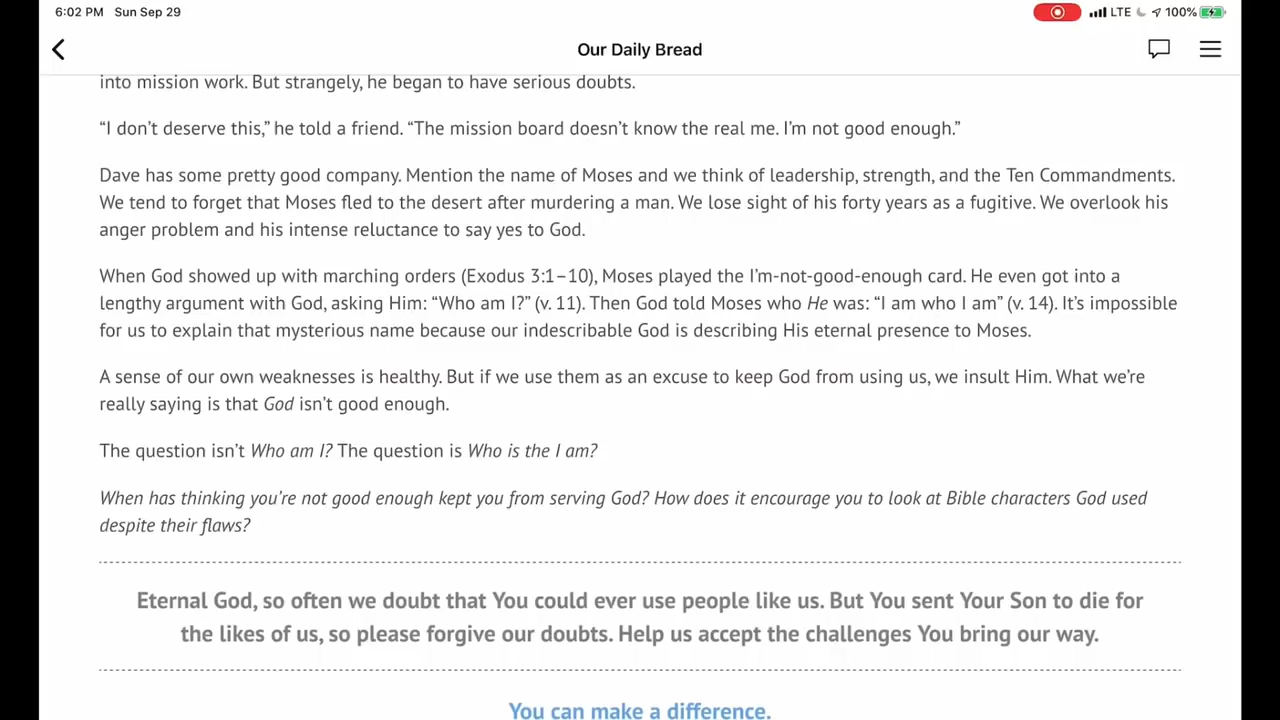 6:02 PM Sun Sep 29
LTE 100%
Our Daily Bread
into mission work. But strangely, he began to have serious doubts.
“I don’t deserve this,” he told a friend. “The mission board doesn’t know the real me. I’m not good enough.”
Dave has some pretty good company. Mention the name of Moses and we think of leadership, strength, and the Ten Commandments.
We tend to forget that Moses fled to the desert after murdering a man. We lose sight of his forty years as a fugitive. We overlook his
anger problem and his intense reluctance to say yes to God.
When God showed up with marching orders (Exodus 3:1–10), Moses played the I’m-not-good-enough card. He even got into a
lengthy argument with God, asking Him: “Who am I?” (v. 11). Then God told Moses who He was: “I am who I am” (v. 14). It’s impossible
for us to explain that mysterious name because our indescribable God is describing His eternal presence to Moses.
A sense of our own weaknesses is healthy. But if we use them as an excuse to keep God from using us, we insult Him. What we’re
really saying is that God isn’t good enough.
The question isn’t Who am I? The question is Who is the I am?
When has thinking you’re not good enough kept you from serving God? How does it encourage you to look at Bible characters God used
despite their flaws?
Eternal God, so often we doubt that You could ever use people like us. But You sent Your Son to die for
the likes of us, so please forgive our doubts. Help us accept the challenges You bring our way.
You can make a difference.